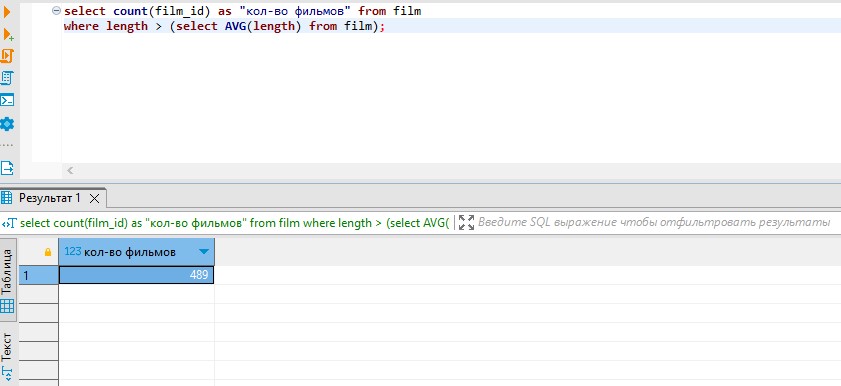 select count(film_id) as "кол-во фильмов" from film
where length > (select AVG(length) from film);
Результат 1
select count(film_id) as "кол-во фильмов" from film where length > (select AVG(
Введите SQL выражение чтобы отфильтровать результаты
Таблица
123 кол-во фильмов
1 489
Текст